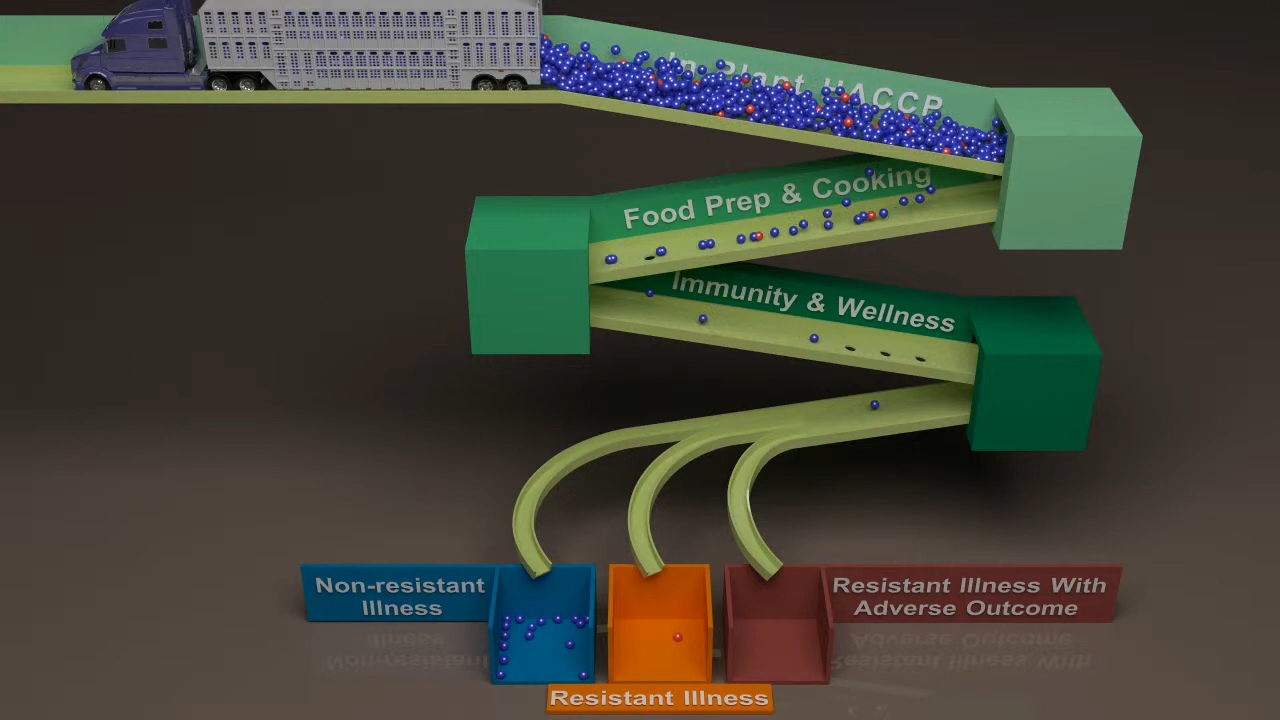 In-Plant HACCP
Food Prep & Cooking
Immunity & Wellness
Non-resistant
Illness
Resistant Illness With
Adverse Outcome
Resistant Illness